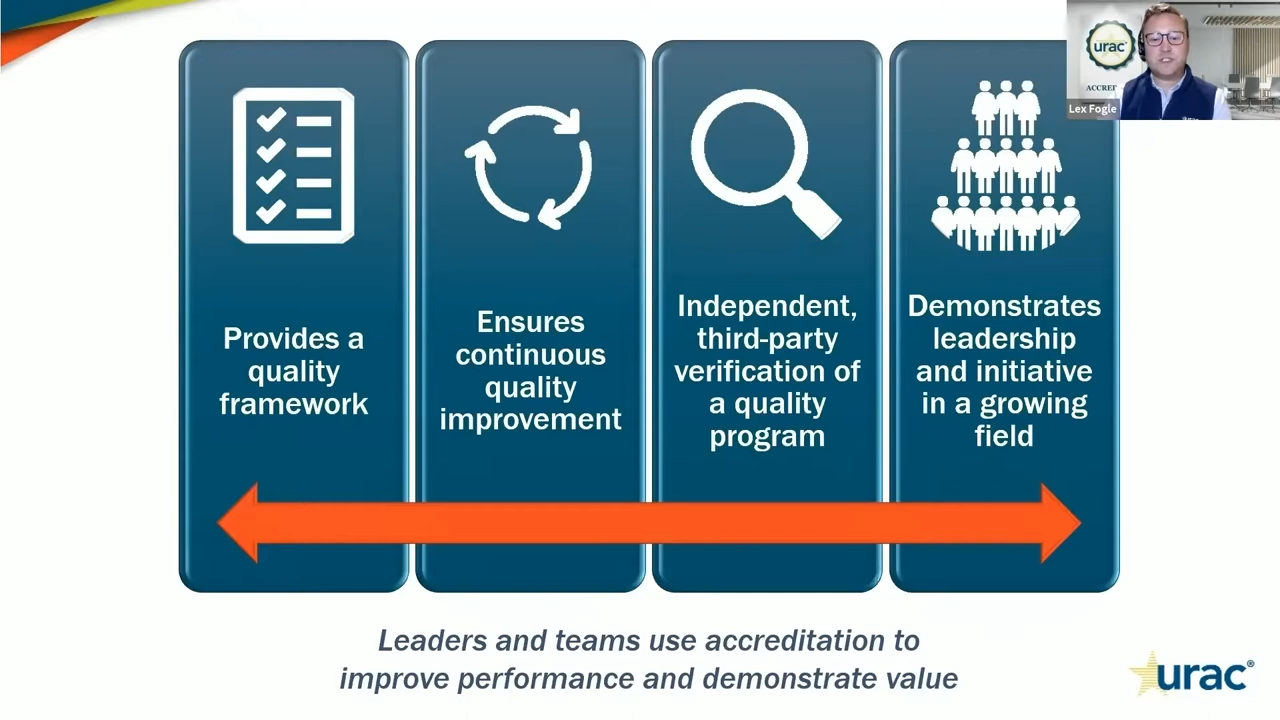 urac
ACCRED
Lex Fogle
Provides a
quality
framework
Ensures
continuous
quality
improvement
Independent,
third-party
verification of
a quality
program
Demonstrates
leadership
and initiative
in a growing
field
Leaders and teams use accreditation to
improve performance and demonstrate value
urac®